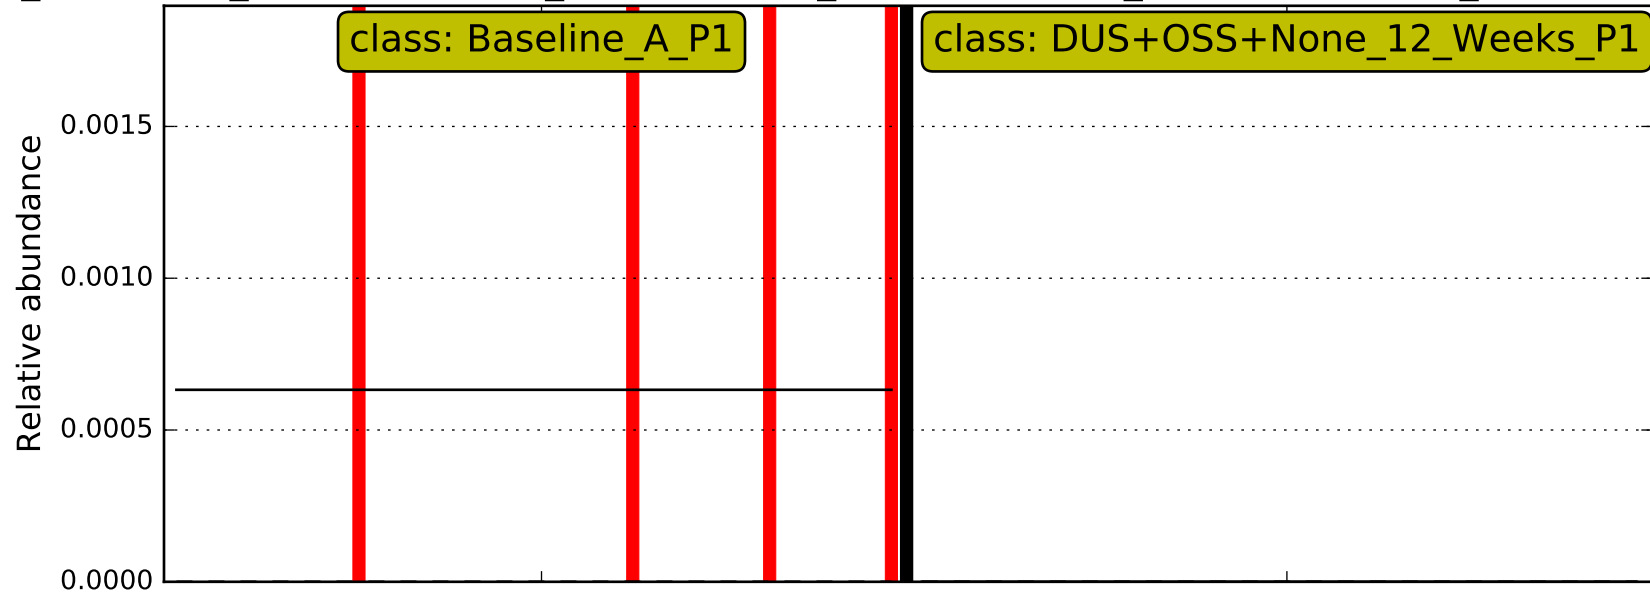 class: Baseline_A_P1
class: DUS+OSS+None_12_Weeks_P1
Relative abundance
0.0015
0.0010
0.0005
0.0000